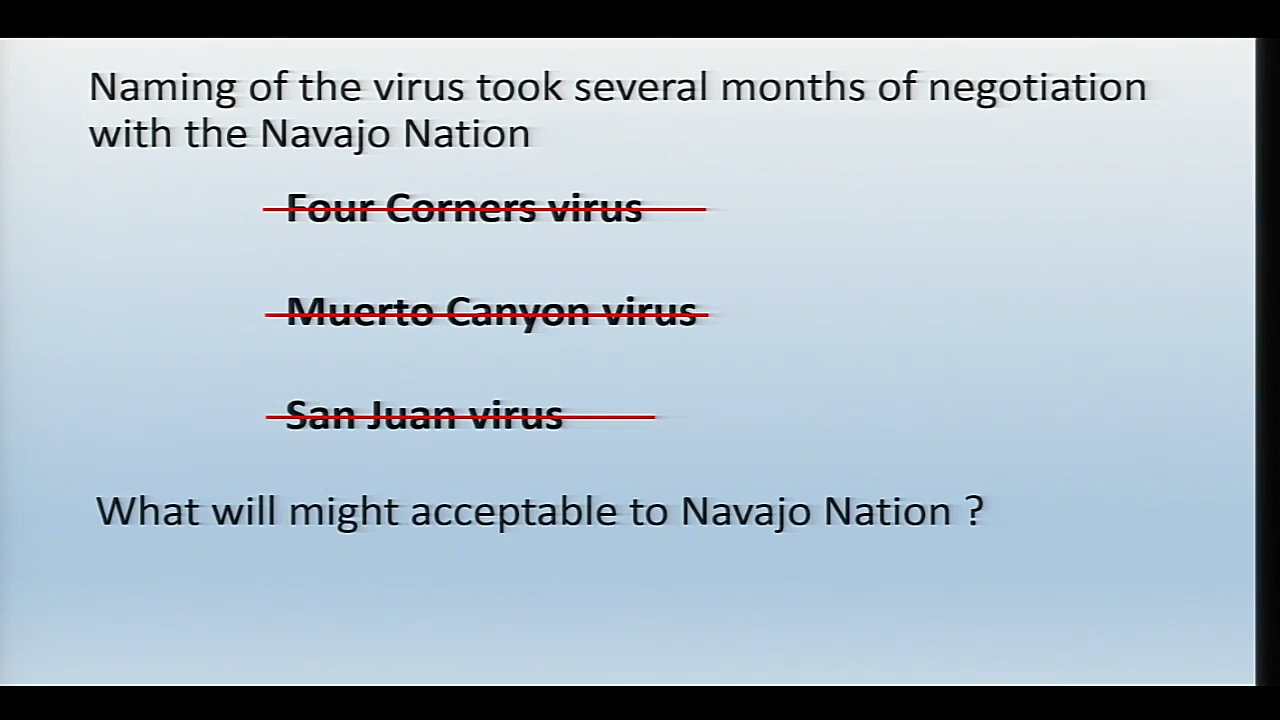 Naming of the virus took several months of negotiation
with the Navajo Nation
Four Corners virus
Muerto Canyon virus
San Juan virus
What will might acceptable to Navajo Nation ?